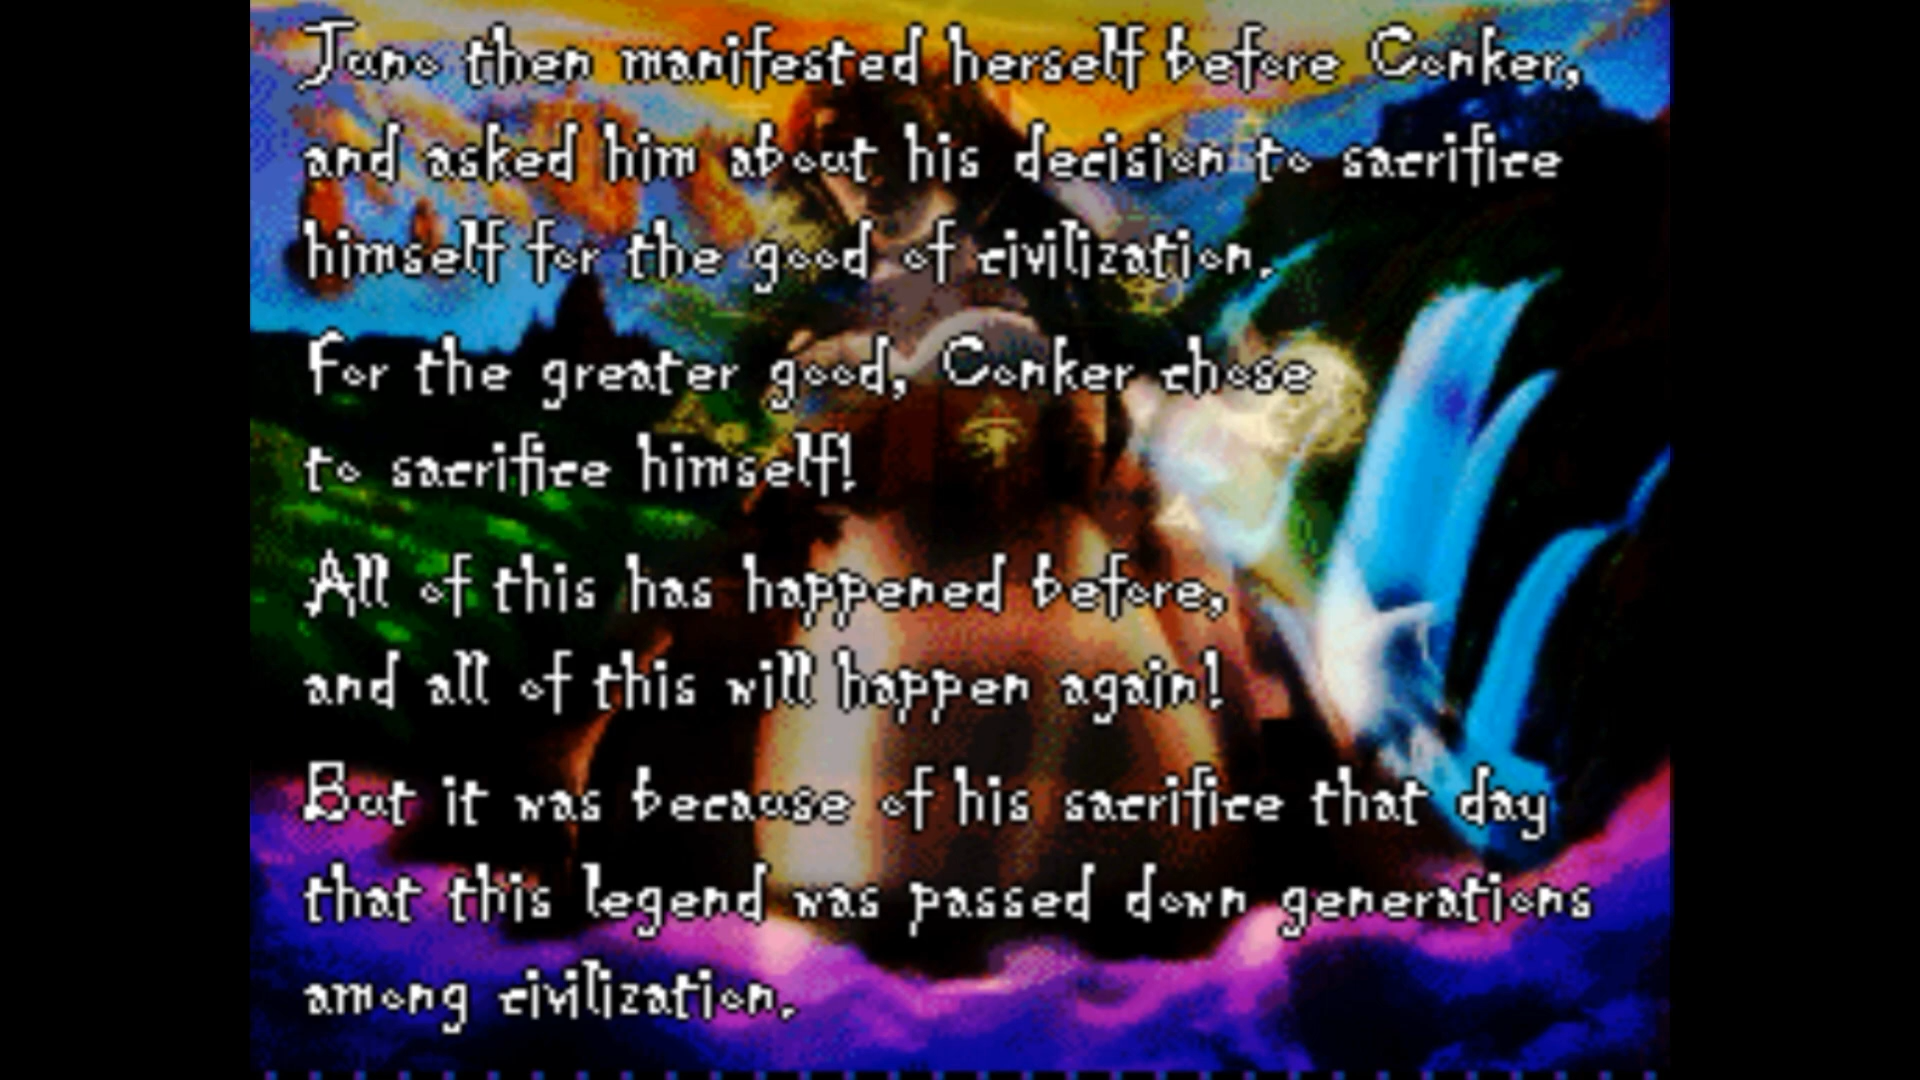 Juno then manifested herself before Conker,
and asked him about his decision to sacrifice
himself for the good of civilization.
For the greater good, Conker chose
to sacrifice himself!
All of this has happened before,
and all of this will happen again!
But it was because of his sacrifice that day
that this legend was passed down generations
among civilization.